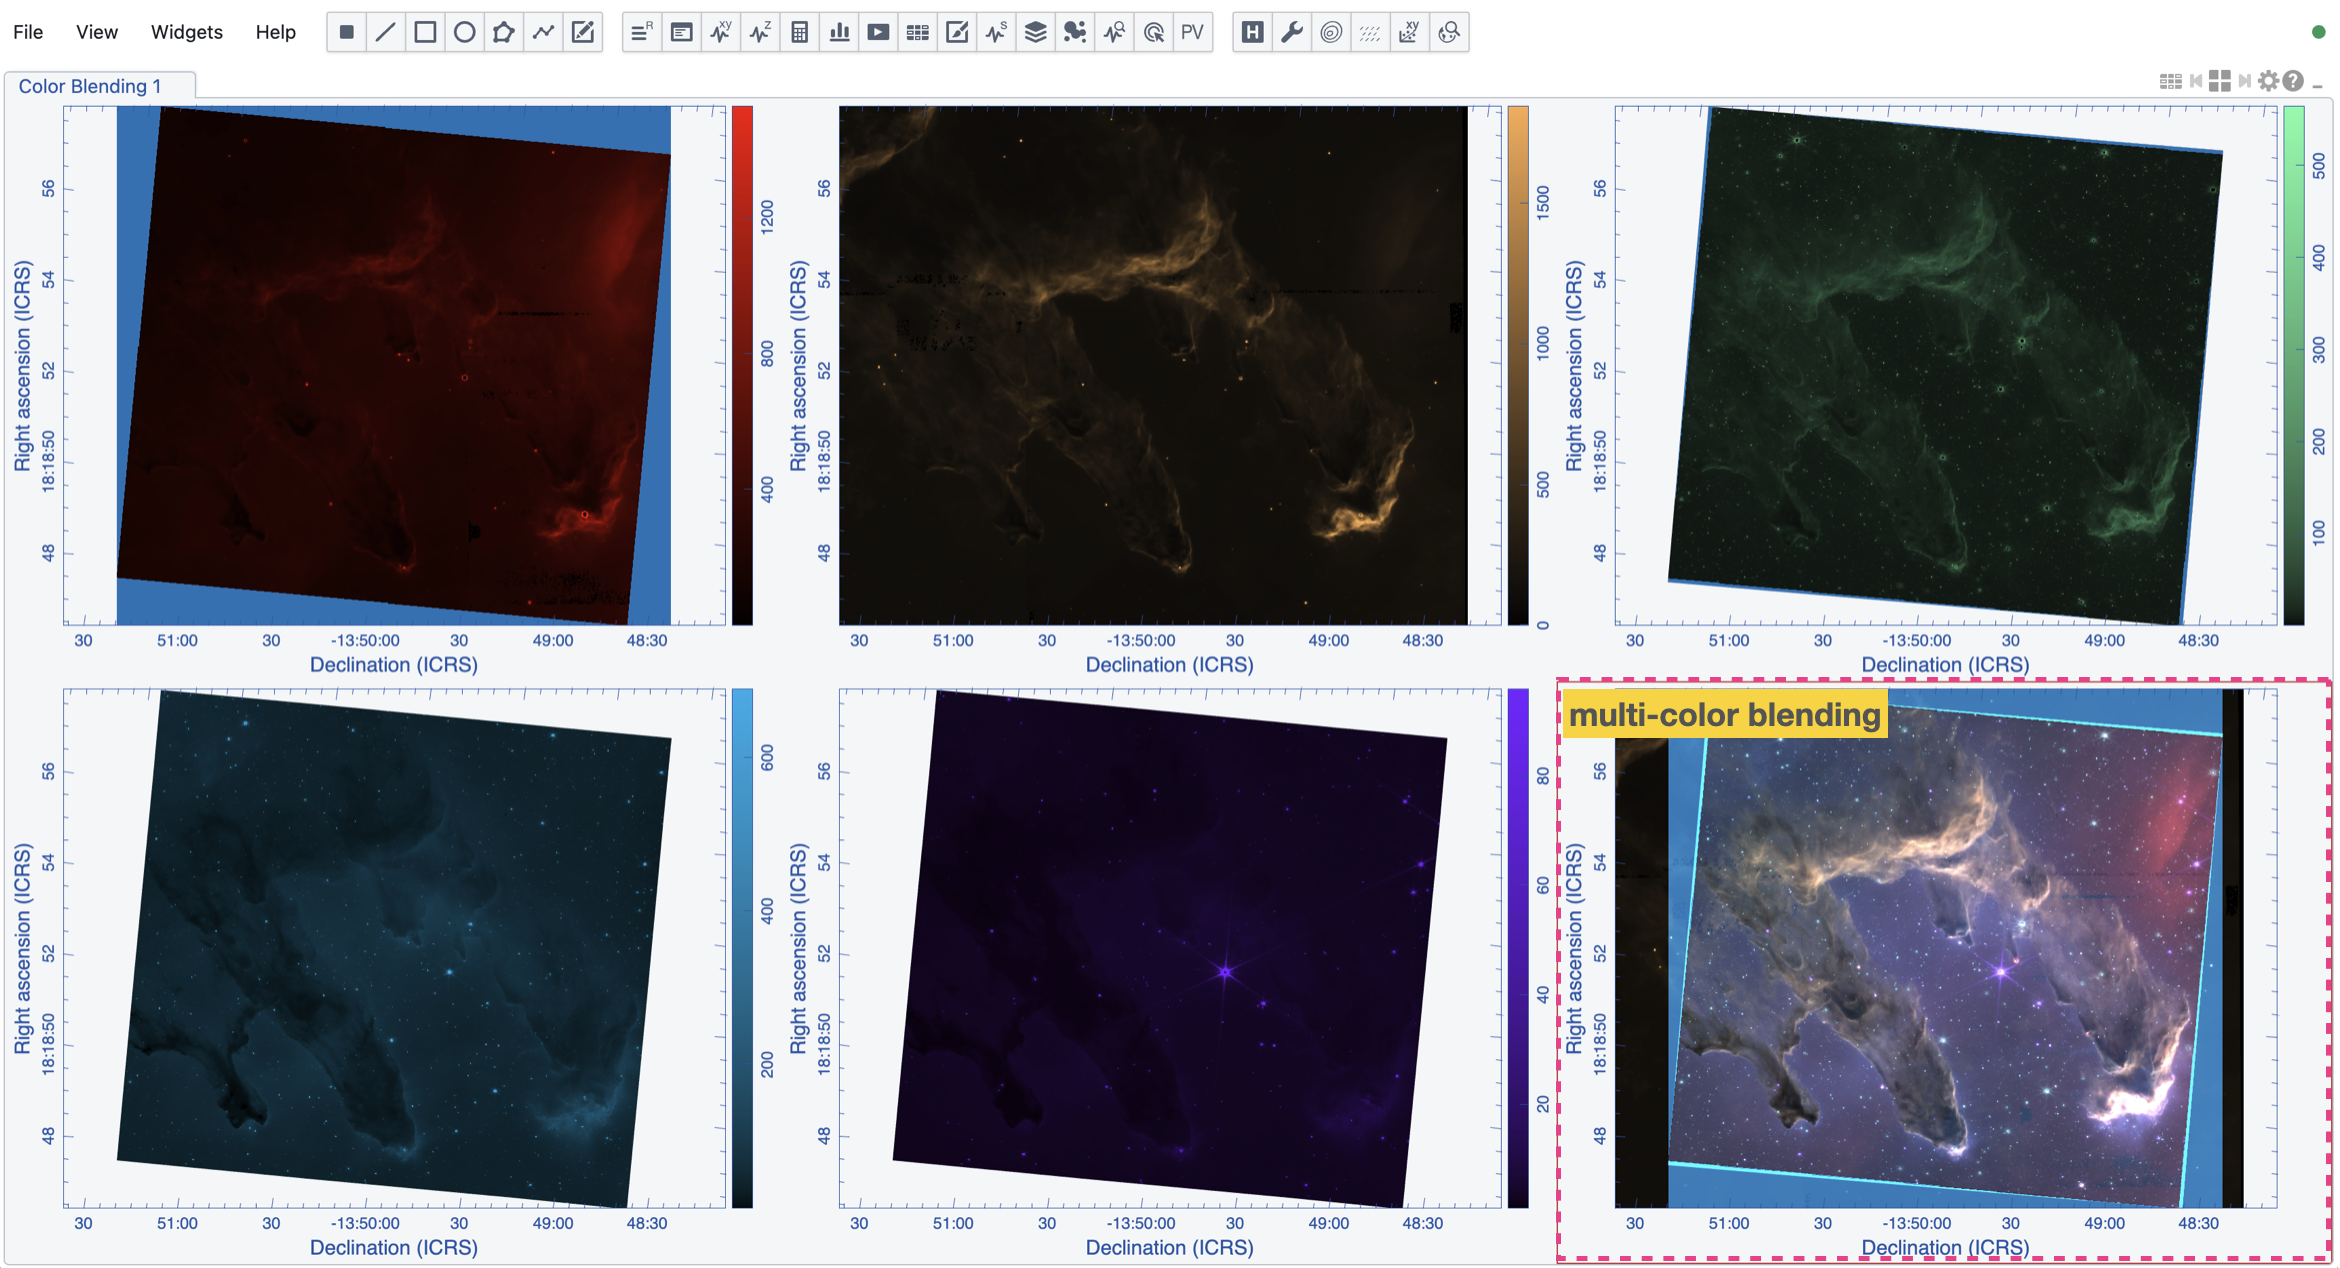 File View Widgets Help
R XY Z S PV H xy
Color Blending 1
Right ascension (ICRS)
56
54
52
18:18:50
48
30 51:00 30 -13:50:00 30 49:00 48:30
Declination (ICRS)
1200
800
400
Right ascension (ICRS)
56
54
52
18:18:50
48
30 51:00 30 -13:50:00 30 49:00 48:30
Declination (ICRS)
1500
1000
500
0
Right ascension (ICRS)
56
54
52
18:18:50
48
30 51:00 30 -13:50:00 30 49:00 48:30
Declination (ICRS)
500
400
300
200
100
Right ascension (ICRS)
56
54
52
18:18:50
48
30 51:00 30 -13:50:00 30 49:00 48:30
Declination (ICRS)
600
400
200
Right ascension (ICRS)
56
54
52
18:18:50
48
30 51:00 30 -13:50:00 30 49:00 48:30
Declination (ICRS)
80
60
40
20
multi-color blending
Right ascension (ICRS)
56
54
52
18:18:50
48
30 51:00 30 -13:50:00 30 49:00 48:30
Declination (ICRS)